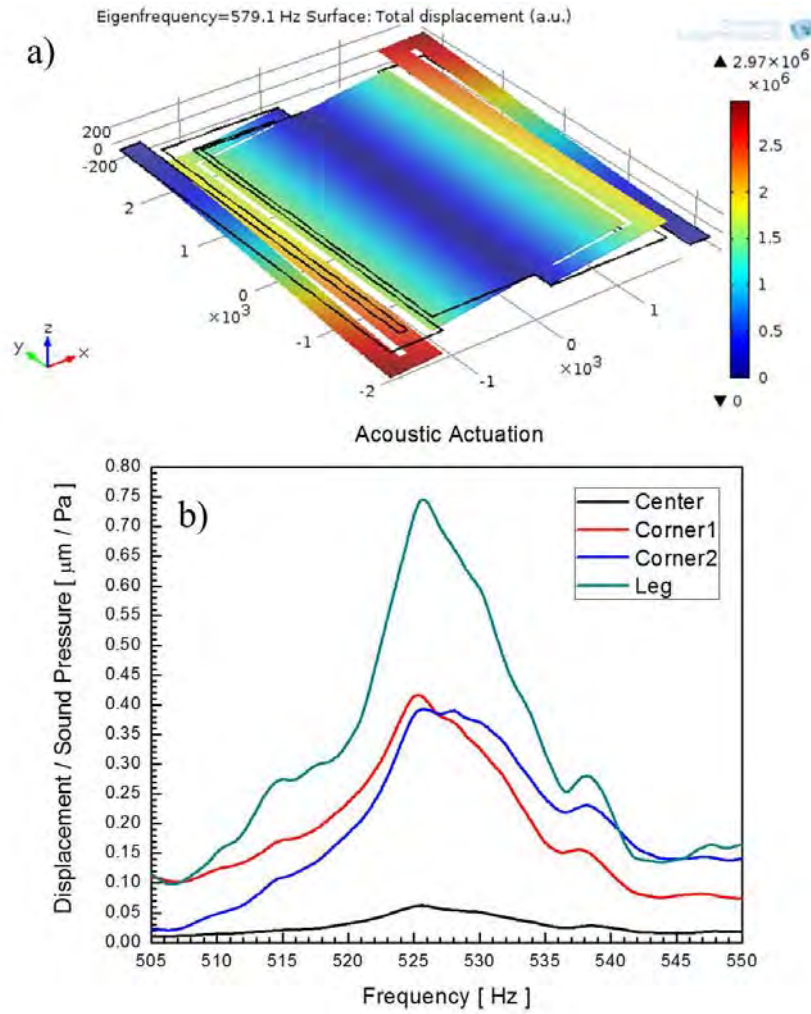 Eigenfrequency=579.1 Hz Surface: Total displacement (a.u.)
a)
▲ 2.97×10⁶
×10⁶
200
0
-200
2
1
0
×10³
-1
-2
-1
0
×10³
1
2.5
2
1.5
1
0.5
0
▼ 0
z
y
x
Acoustic Actuation
b)
Center
Corner1
Corner2
Leg
Displacement / Sound Pressure [ μm / Pa ]
0.80
0.75
0.70
0.65
0.60
0.55
0.50
0.45
0.40
0.35
0.30
0.25
0.20
0.15
0.10
0.05
0.00
505 510 515 520 525 530 535 540 545 550
Frequency [ Hz ]